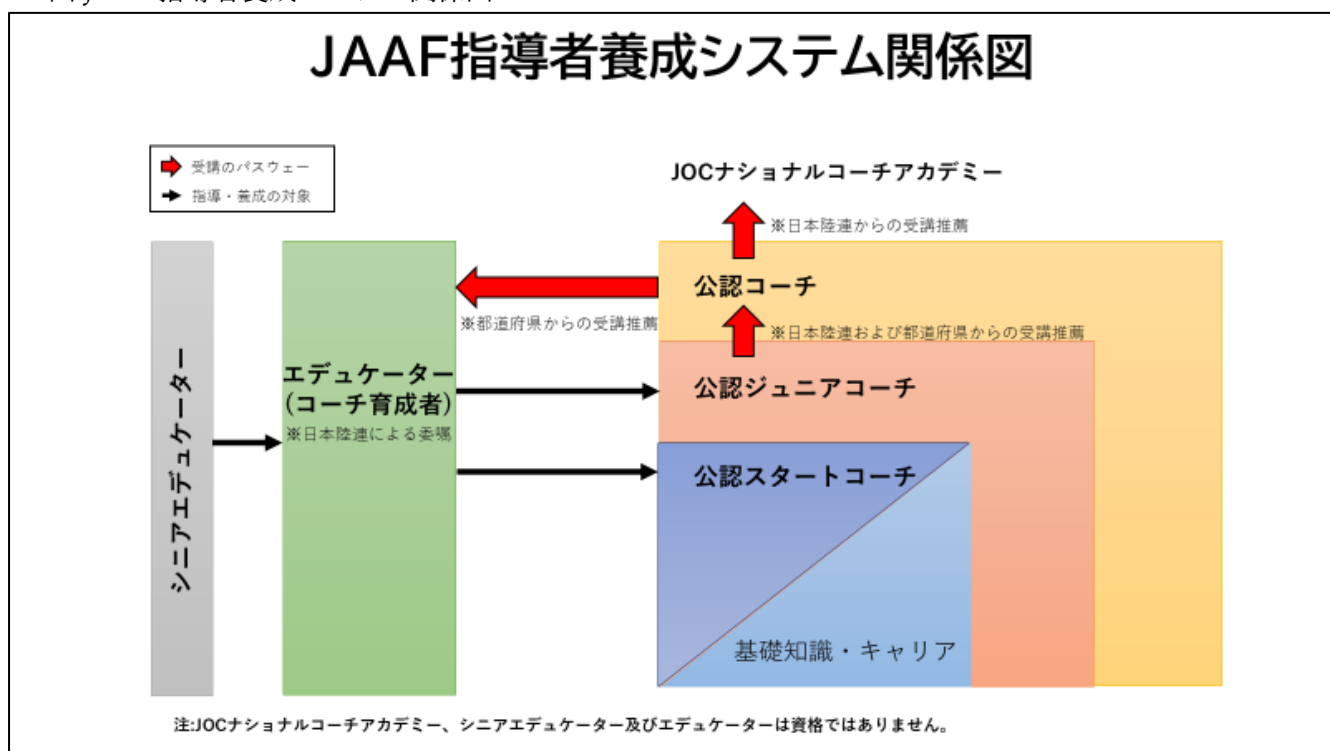 JAAF指導者養成システム関係図
受講のパスウェー
指導・養成の対象
JOCナショナルコーチアカデミー
※日本陸連からの受講推薦
公認コーチ
※都道府県からの受講推薦
※日本陸連および都道府県からの受講推薦
シニアエデュケーター
エデュケーター
(コーチ育成者)
※日本陸連による委嘱
公認ジュニアコーチ
公認スタートコーチ
基礎知識・キャリア
注:JOCナショナルコーチアカデミー、シニアエデュケーター及びエデュケーターは資格ではありません。